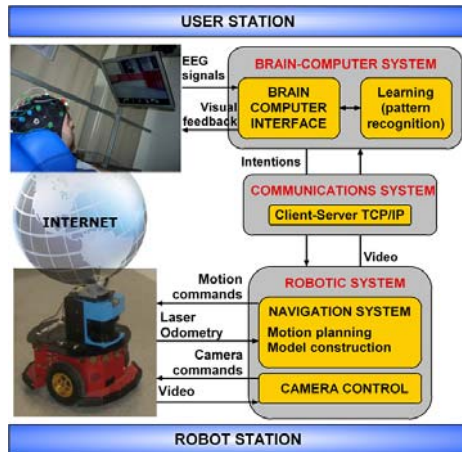 USER STATION
EEG
signals
Visual
feedback
BRAIN-COMPUTER SYSTEM
BRAIN
COMPUTER
INTERFACE
Learning
(pattern
recognition)
Intentions
COMMUNICATIONS SYSTEM
Client-Server TCP/IP
INTERNET
Video
ROBOTIC SYSTEM
Motion
commands
Laser
Odometry
Camera
commands
Video
NAVIGATION SYSTEM
Motion planning
Model construction
CAMERA CONTROL
ROBOT STATION